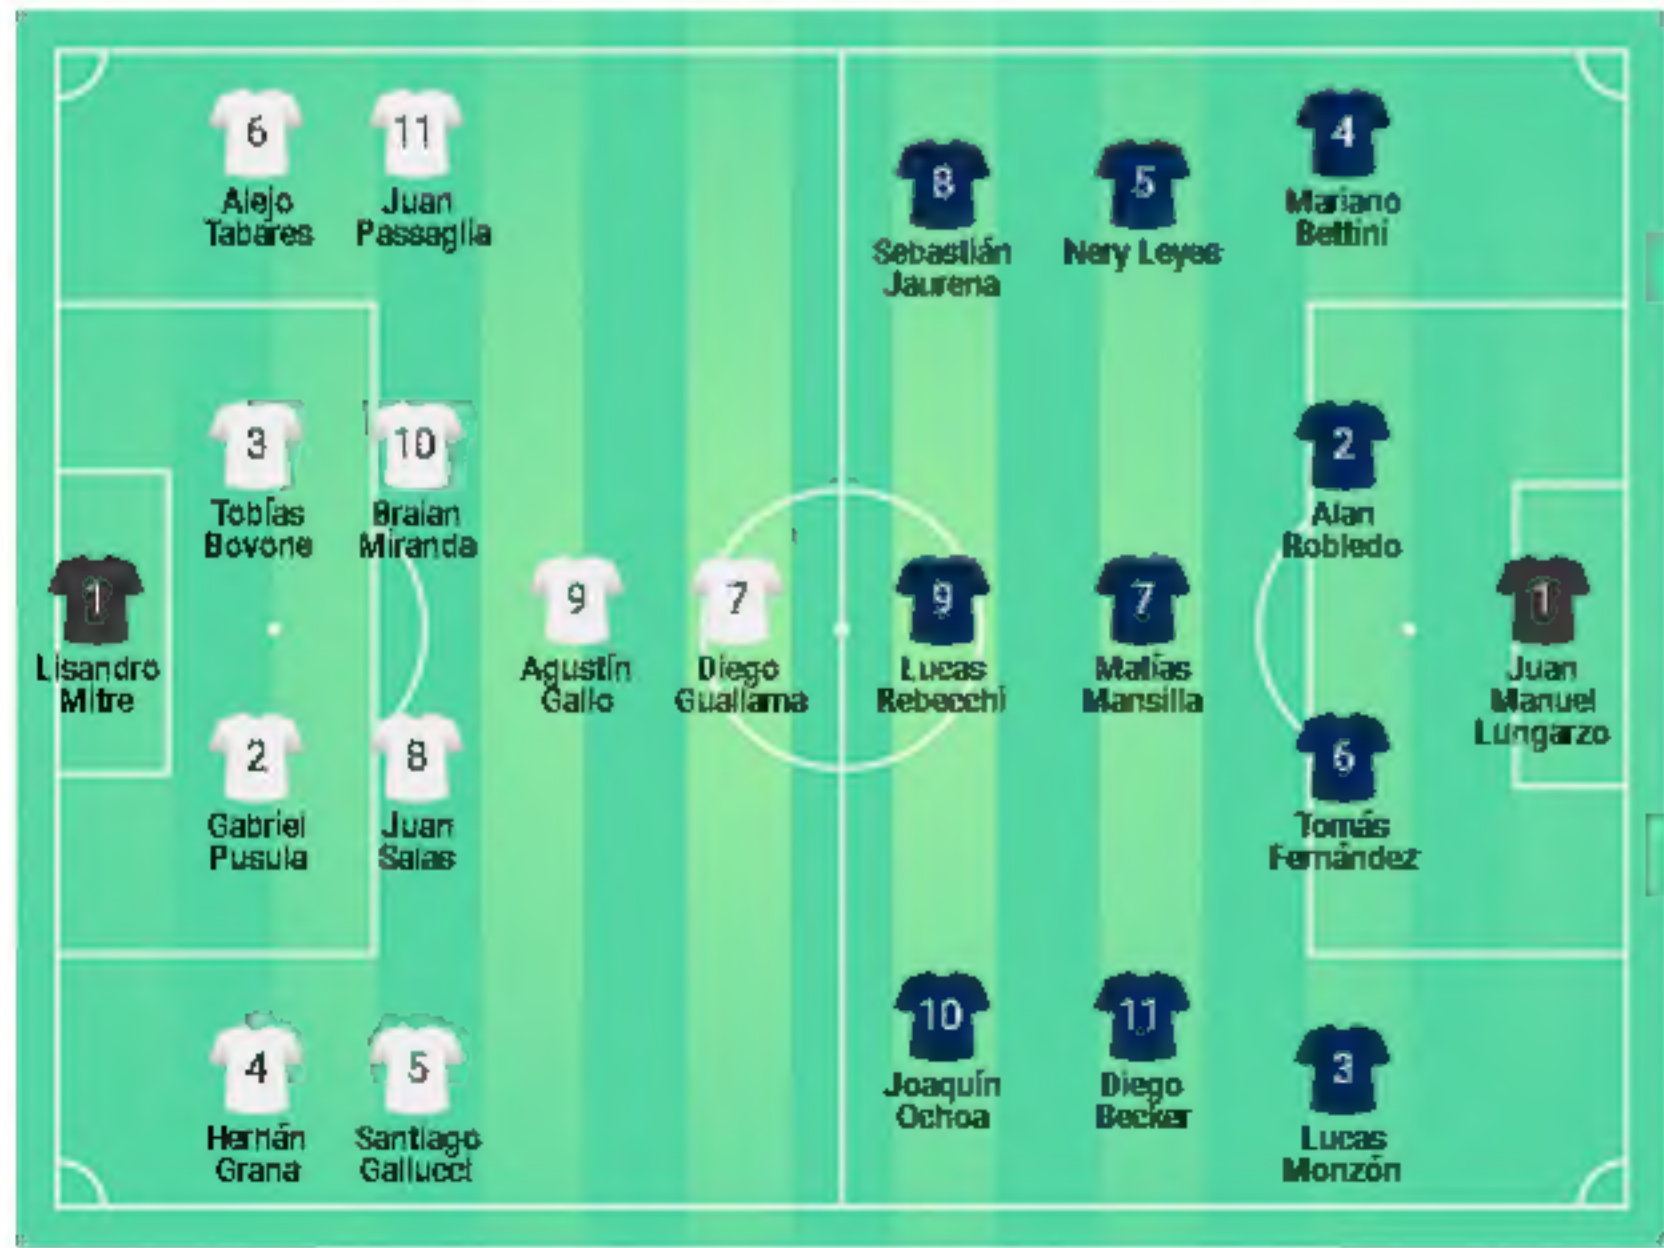 6
Alejo
Tabares
11
Juan
Passaglia
3
Tobías
Bovone
10
Braian
Miranda
1
Lisandro
Mitre
2
Gabriel
Pusula
8
Juan
Salas
4
Hernán
Grana
5
Santiago
Gallucci
9
Agustín
Gallo
7
Diego
Guallama
8
Sebastián
Jaurena
5
Nery Leyes
4
Mariano
Bettini
9
Lucas
Rebecchi
7
Matías
Mansilla
2
Alan
Robledo
1
Juan
Manuel
Lungarzo
6
Tomás
Fernández
10
Joaquín
Ochoa
11
Diego
Becker
3
Lucas
Monzón